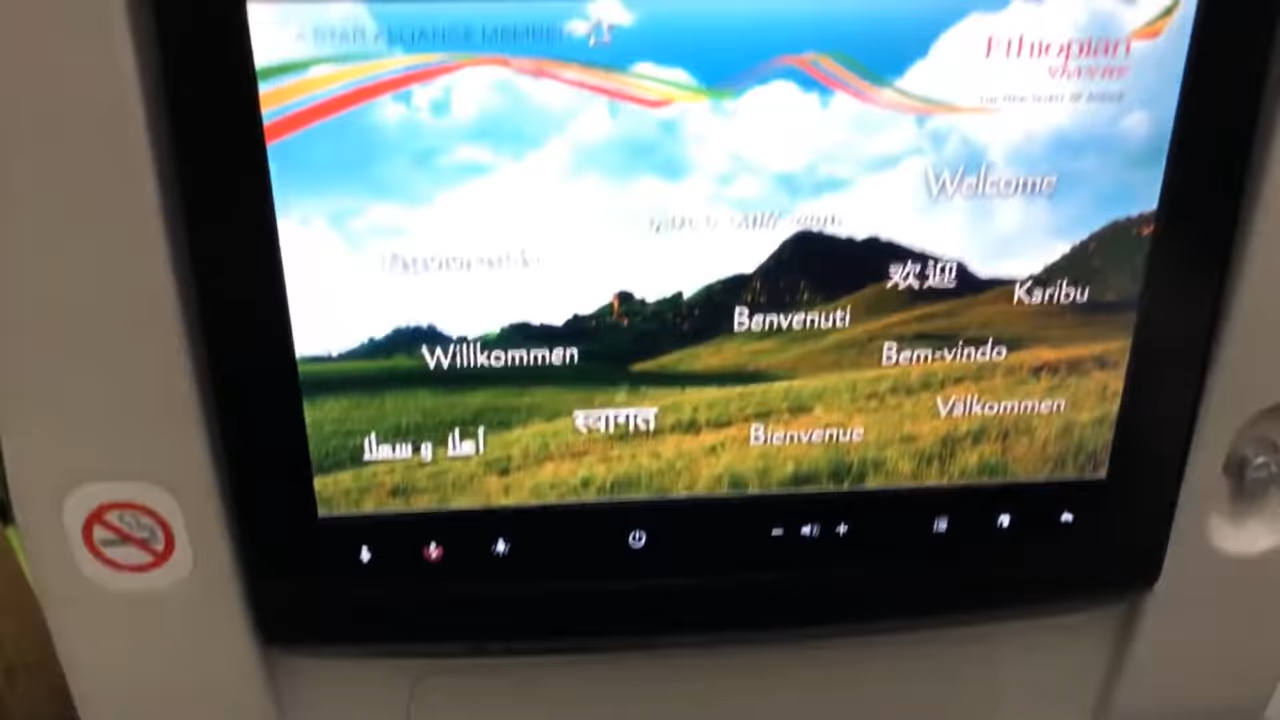 A STAR ALLIANCE MEMBER
Ethiopian
Welcome
欢迎
Karibu
Benvenuti
Willkommen
Bem-vindo
Välkommen
स्वागत
Bienvenue
أهلا و سهلا